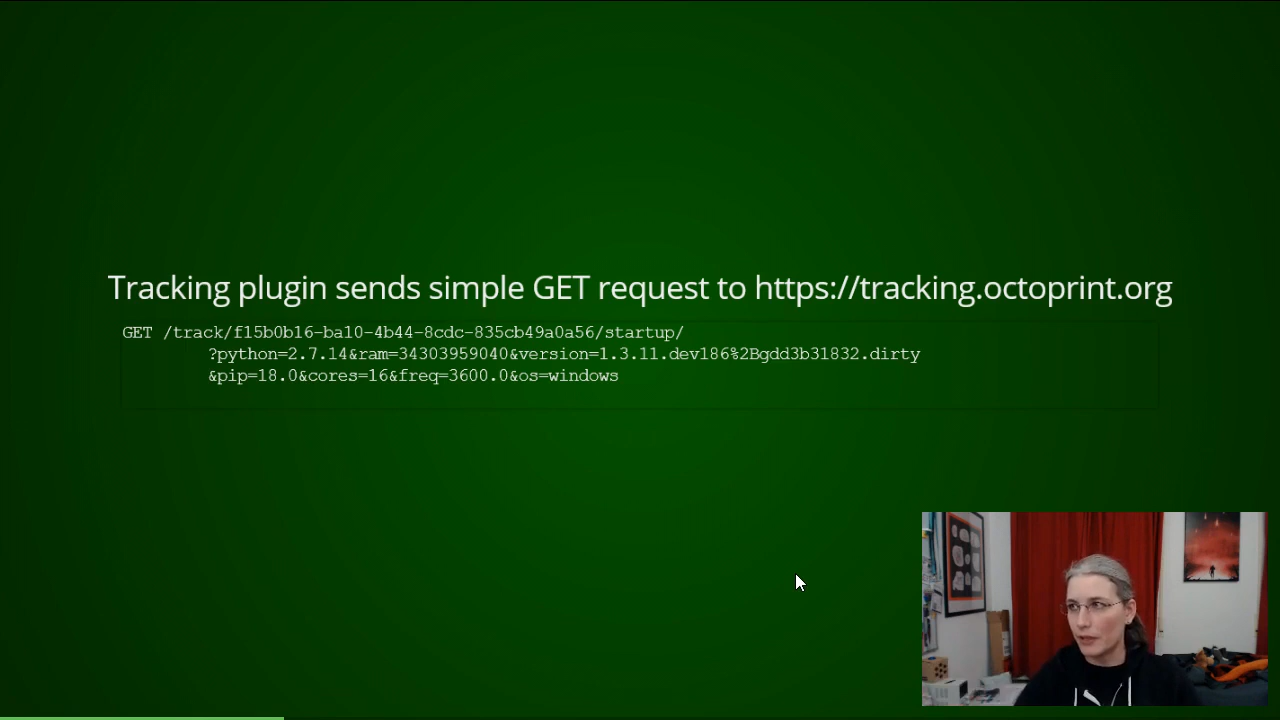 Tracking plugin sends simple GET request to https://tracking.octoprint.org
GET /track/f15b0b16-ba10-4b44-8cdc-835cb49a0a56/startup/
?python=2.7.14&ram=34303959040&version=1.3.11.dev186%2Bgdd3b31832.dirty
&pip=18.0&cores=16&freq=3600.0&os=windows